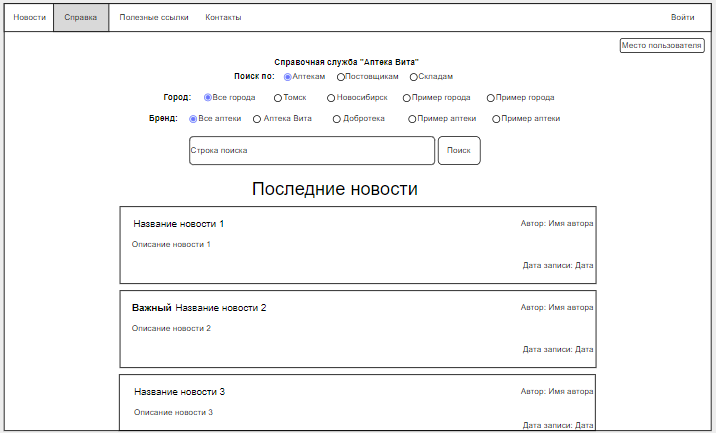 Новости Справка Полезные ссылки Контакты Войти
Место пользователя
Справочная служба "Аптека Вита"
Поиск по: Аптекам Поставщикам Складам
Город: Все города Томск Новосибирск Пример города Пример города
Брэнд: Все аптеки Аптека Вита Добротека Пример аптеки Пример аптеки
Строка поиска Поиск
Последние новости
Название новости 1 Автор: Имя автора
Описание новости 1
Дата записи: Дата
Важный Название новости 2 Автор: Имя автора
Описание новости 2
Дата записи: Дата
Название новости 3 Автор: Имя автора
Описание новости 3
Дата записи: Дата